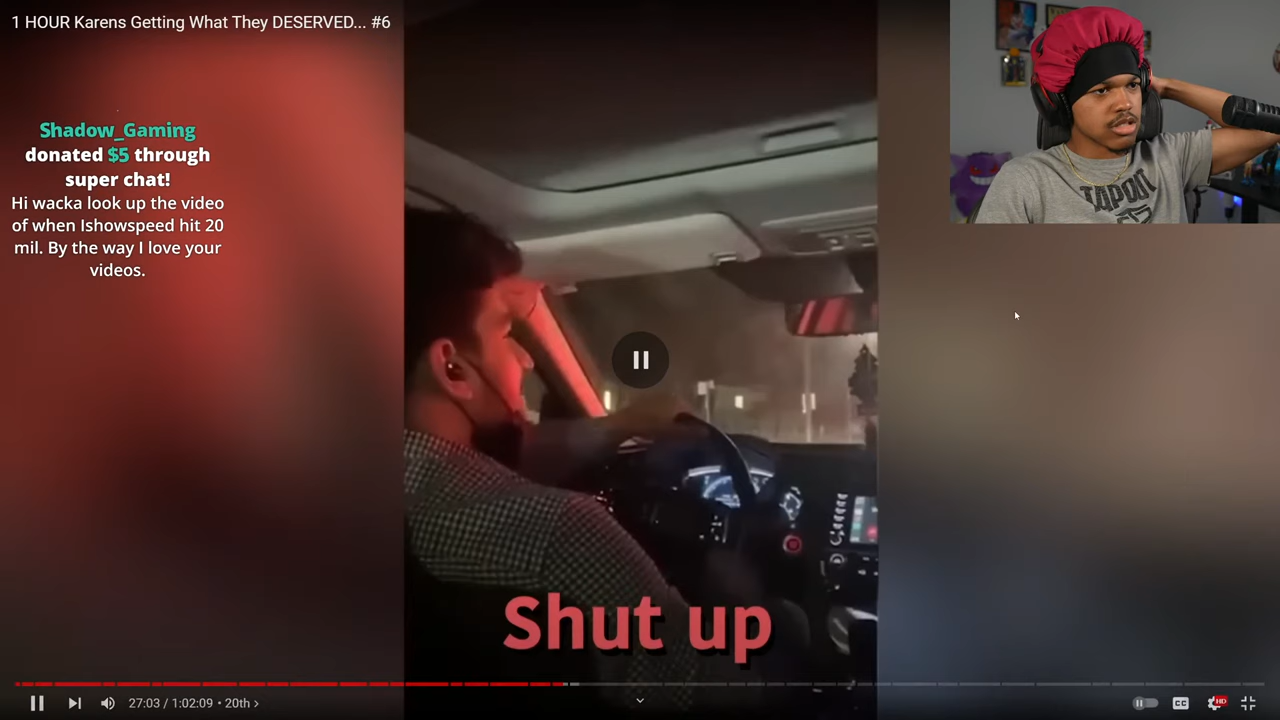 1 HOUR Karens Getting What They DESERVED... #6
Shadow_Gaming
donated $5 through
super chat!
Hi wacka look up the video
of when Ishowspeed hit 20
mil. By the way I love your
videos.
TAPOUT
Shut up
27:03 / 1:02:09 • 20th >
CC
HD